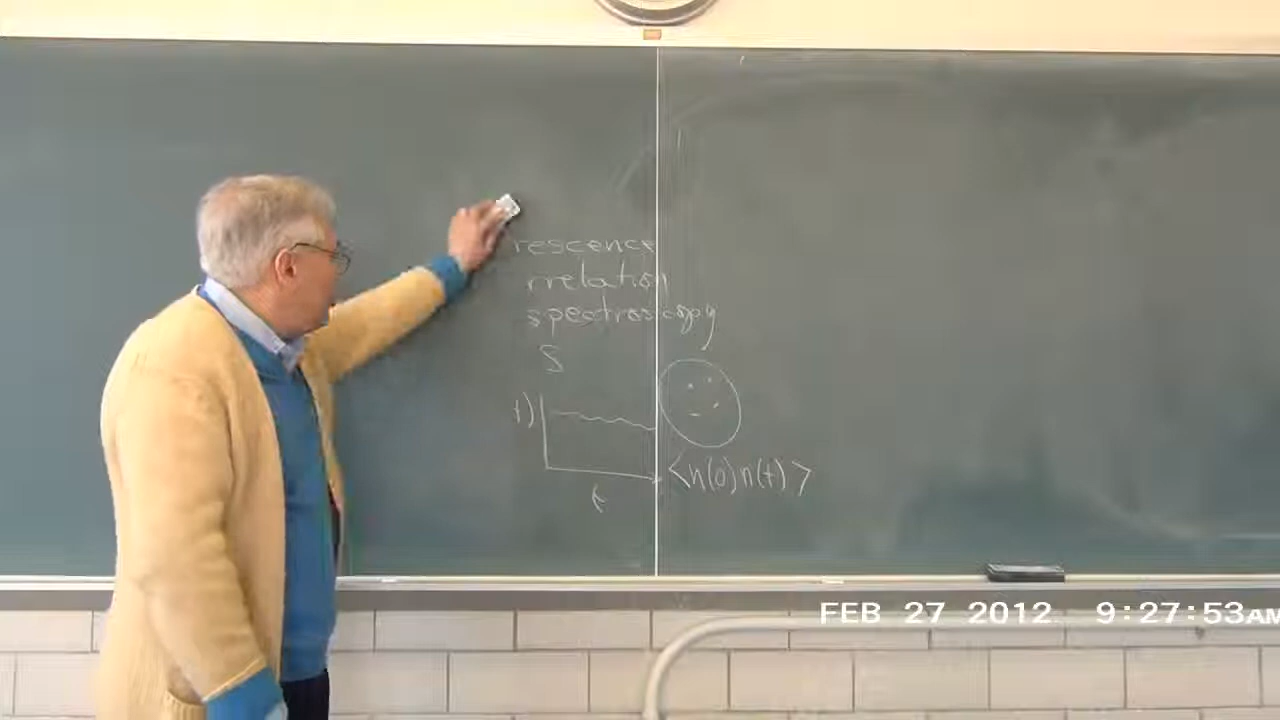 rescence
rrelation
spectroscopy
S
t)
t
<n(0)n(t)>
FEB 27 2012 9:27:53AM